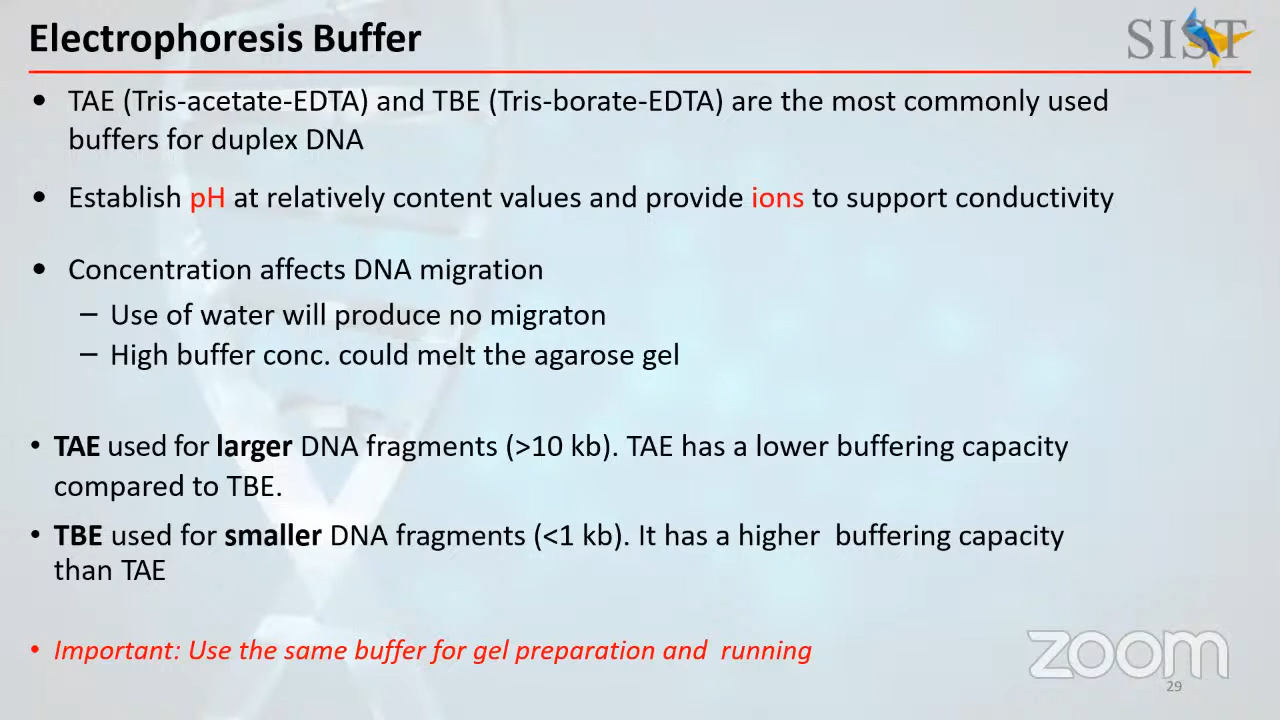 Electrophoresis Buffer
SIST
• TAE (Tris-acetate-EDTA) and TBE (Tris-borate-EDTA) are the most commonly used
buffers for duplex DNA
• Establish pH at relatively content values and provide ions to support conductivity
• Concentration affects DNA migration
– Use of water will produce no migraton
– High buffer conc. could melt the agarose gel
• TAE used for larger DNA fragments (>10 kb). TAE has a lower buffering capacity
compared to TBE.
• TBE used for smaller DNA fragments (<1 kb). It has a higher  buffering capacity
than TAE
• Important: Use the same buffer for gel preparation and  running
zoom
29